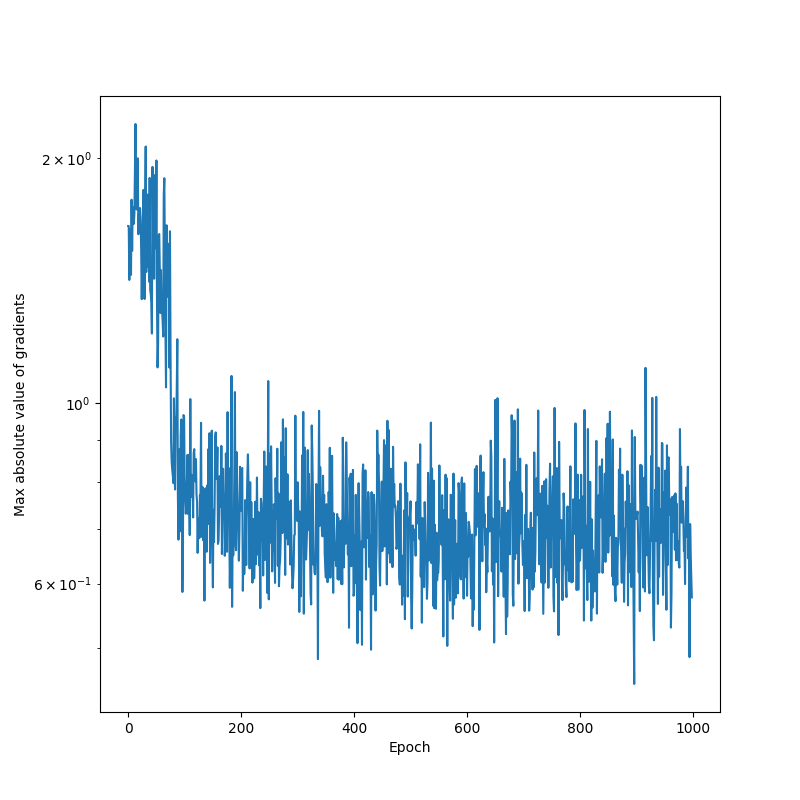 Max absolute value of gradients
2 × 10⁰
10⁰
6 × 10⁻¹
0 200 400 600 800 1000
Epoch